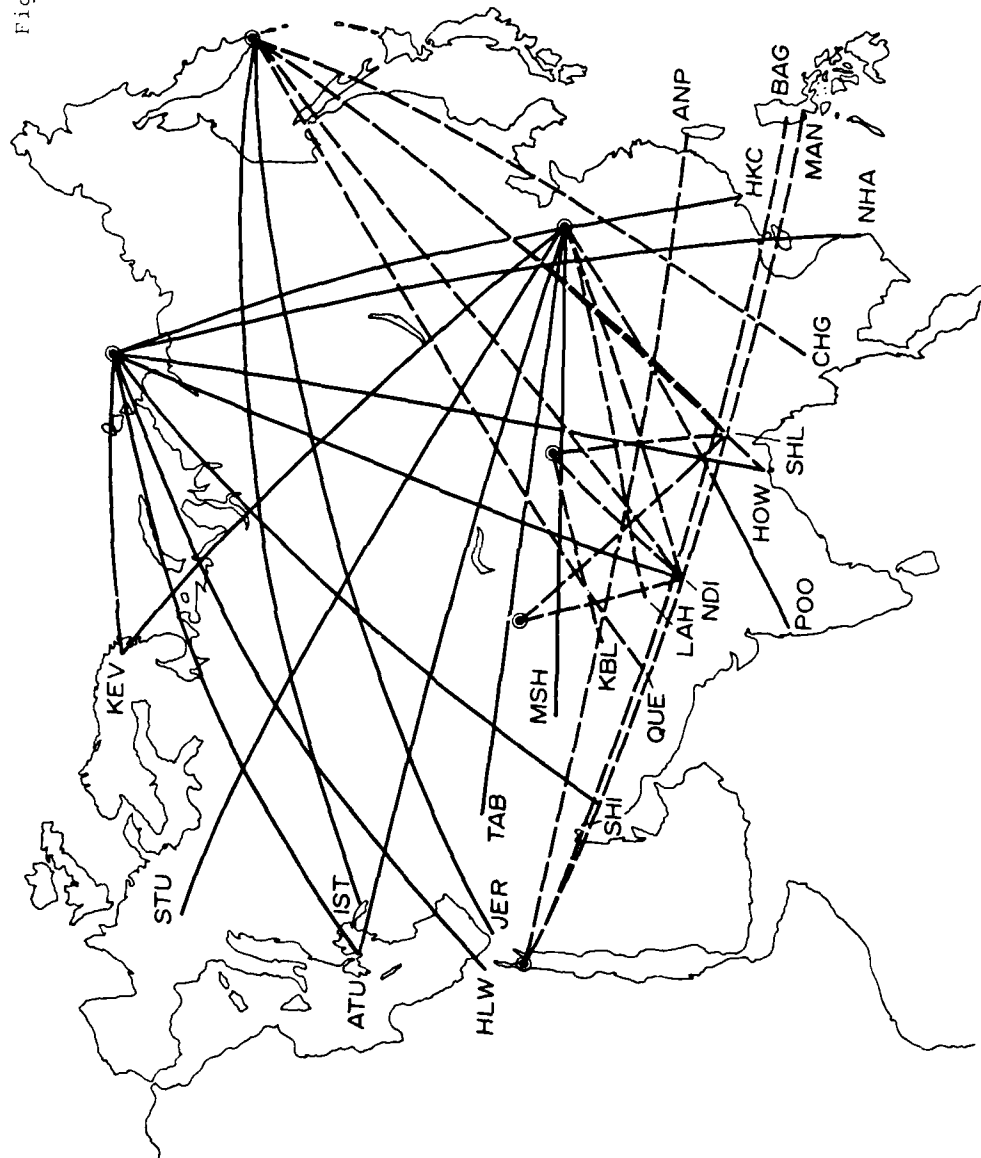 Fig
KEV
STU
IST
ATU
HLW
JER
TAB
MSH
KBL
QUE
SHI
LAH
NDI
POO
HOW
SHL
CHG
NHA
HKC
ANP
BAG
MAN